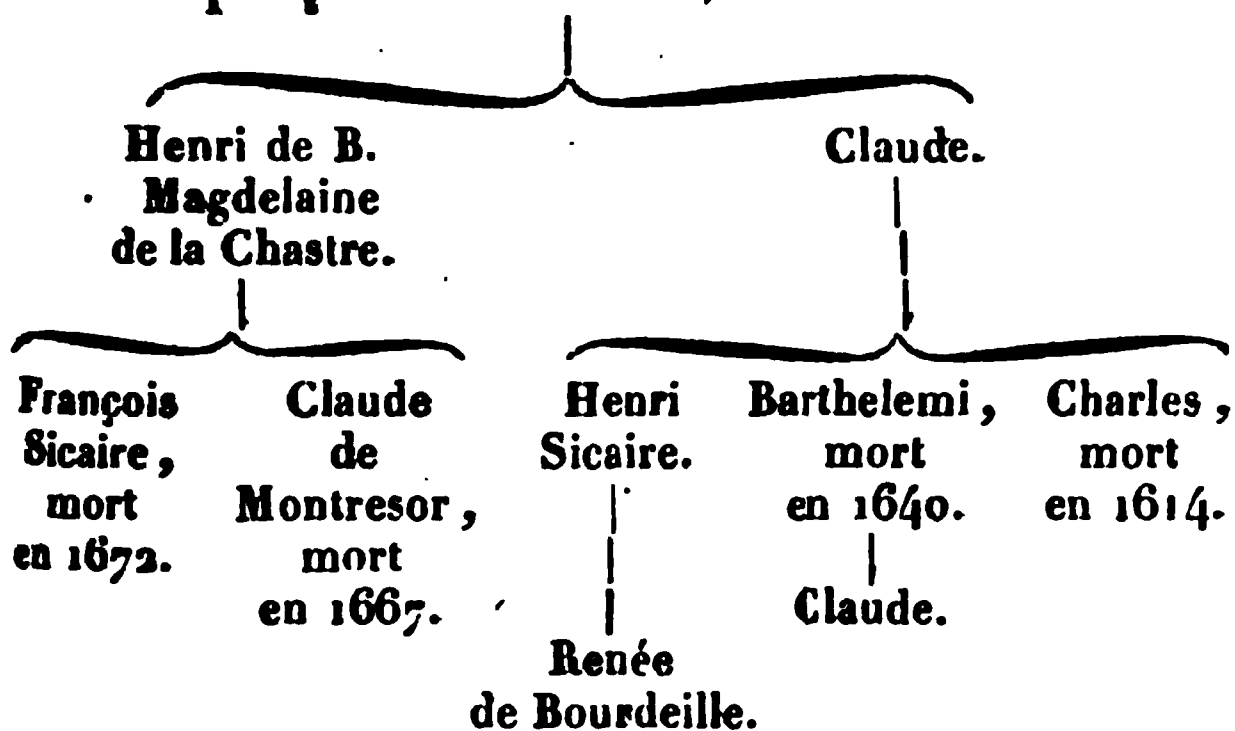 Henri de B.
Magdelaine
de la Chastre.
Claude.
François
Sicaire,
mort
en 1672.
Claude
de
Montresor,
mort
en 1667.
Henri
Sicaire.
Barthelemi,
mort
en 1640.
Charles,
mort
en 1614.
Claude.
Renée
de Bourdeille.